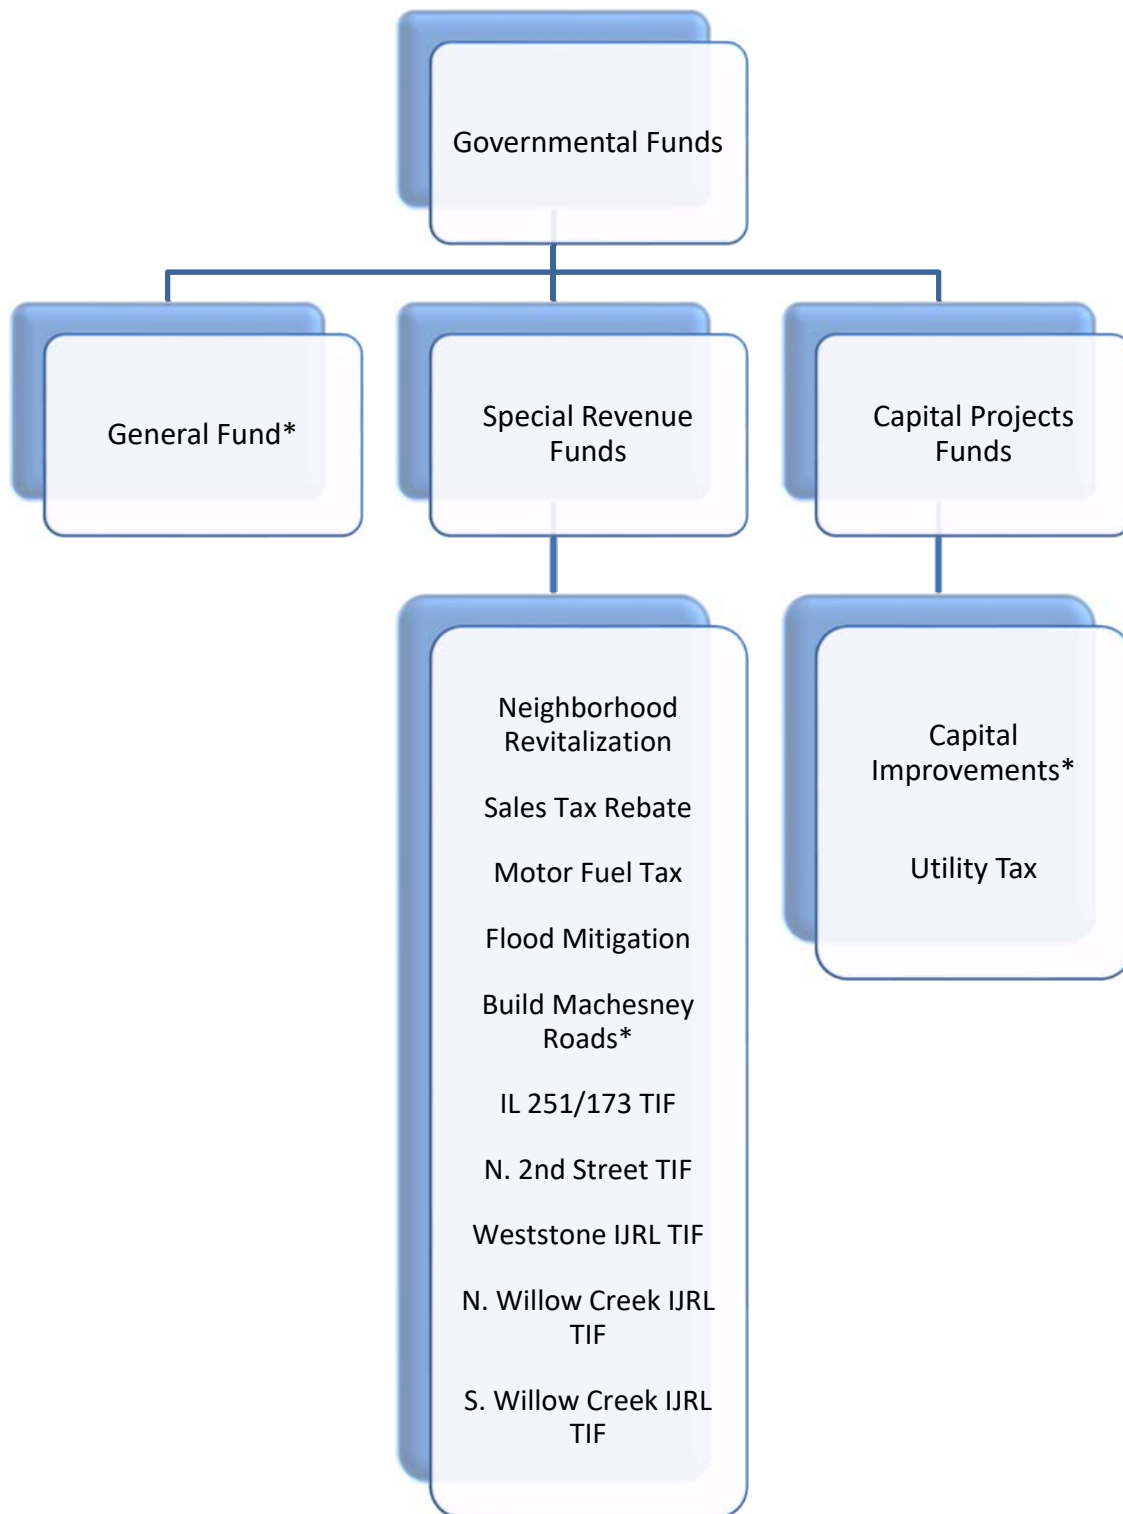 Governmental Funds
General Fund*
Special Revenue
Funds
Capital Projects
Funds
Neighborhood
Revitalization
Sales Tax Rebate
Motor Fuel Tax
Flood Mitigation
Build Machesney
Roads*
IL 251/173 TIF
N. 2nd Street TIF
Weststone IJRL TIF
N. Willow Creek IJRL
TIF
S. Willow Creek IJRL
TIF
Capital
Improvements*
Utility Tax